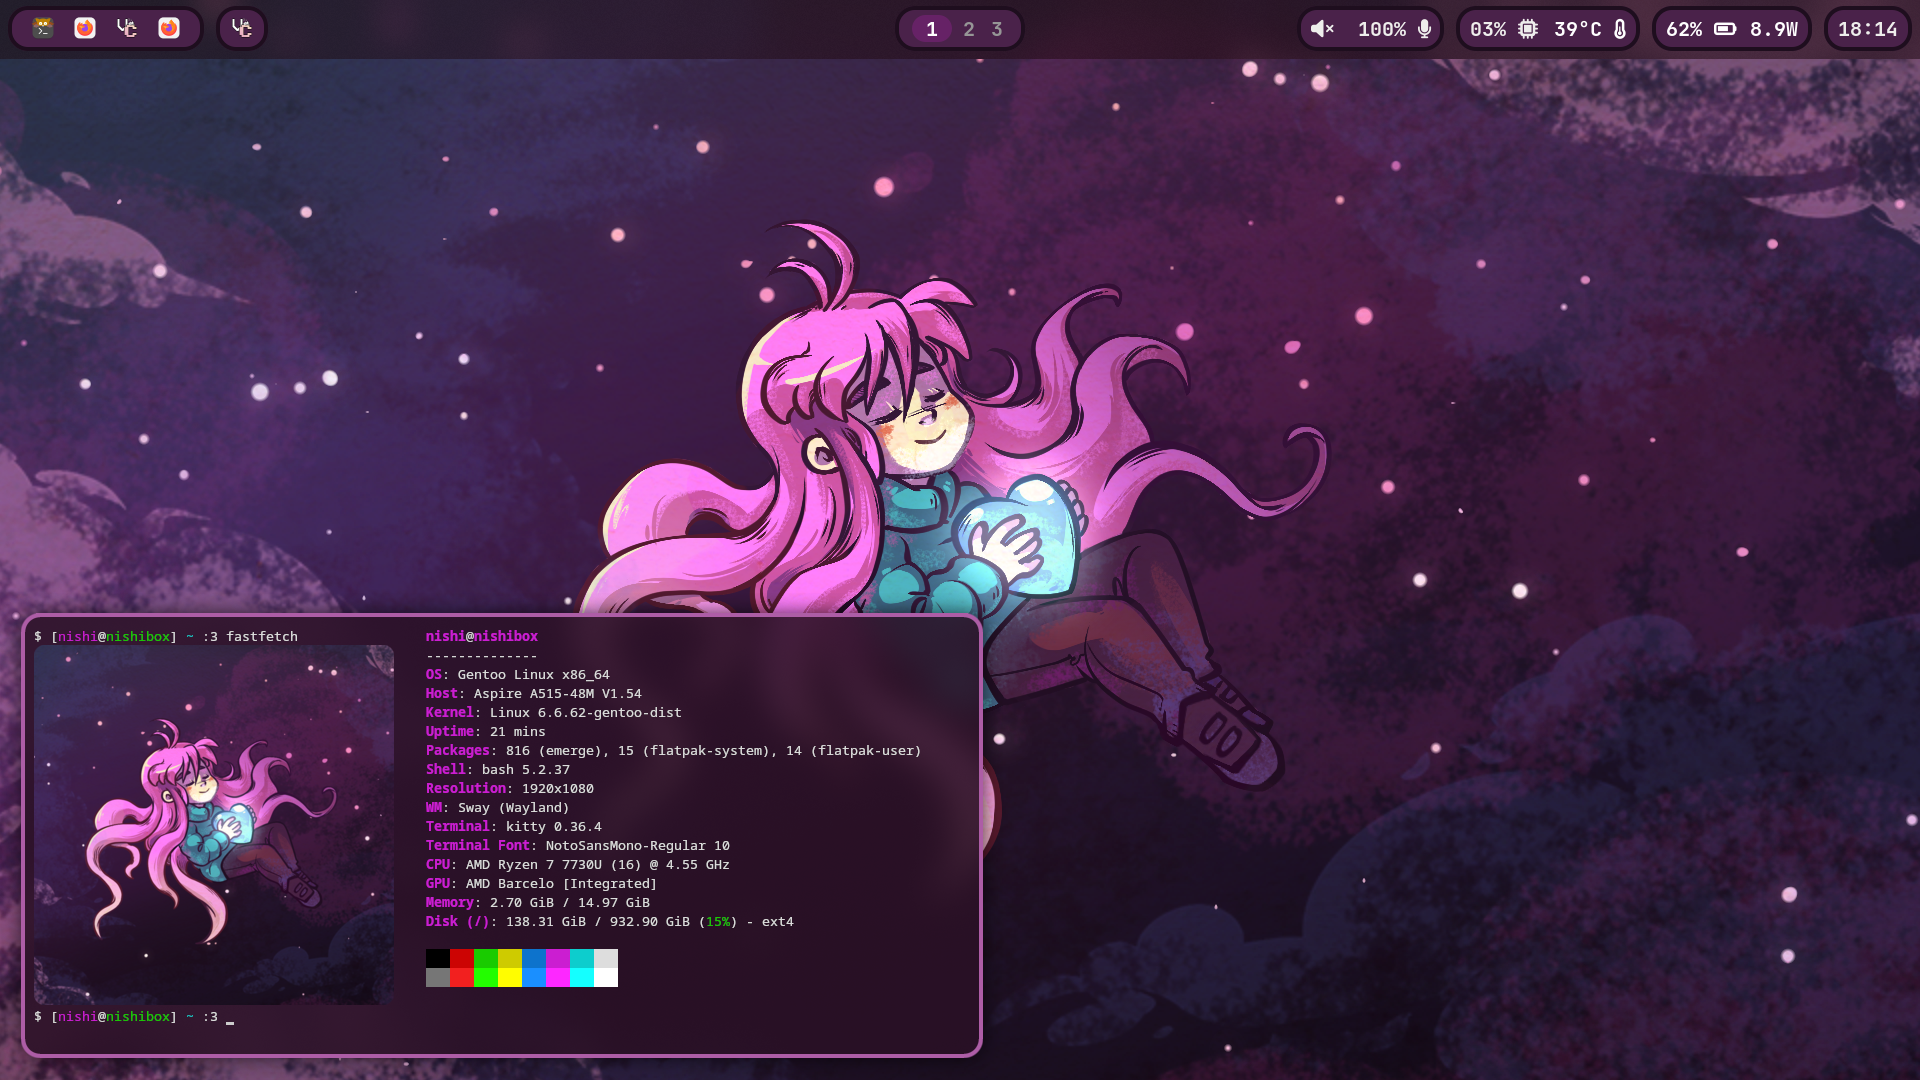 1 2 3
100%
03% 39°C
62% 8.9W
18:14
$ [nishi@nishibox] ~ :3 fastfetch
nishi@nishibox
--------------
OS: Gentoo Linux x86_64
Host: Aspire A515-48M V1.54
Kernel: Linux 6.6.62-gentoo-dist
Uptime: 21 mins
Packages: 816 (emerge), 15 (flatpak-system), 14 (flatpak-user)
Shell: bash 5.2.37
Resolution: 1920x1080
WM: Sway (Wayland)
Terminal: kitty 0.36.4
Terminal Font: NotoSansMono-Regular 10
CPU: AMD Ryzen 7 7730U (16) @ 4.55 GHz
GPU: AMD Barcelo [Integrated]
Memory: 2.70 GiB / 14.97 GiB
Disk (/): 138.31 GiB / 932.90 GiB (15%) - ext4
$ [nishi@nishibox] ~ :3 _